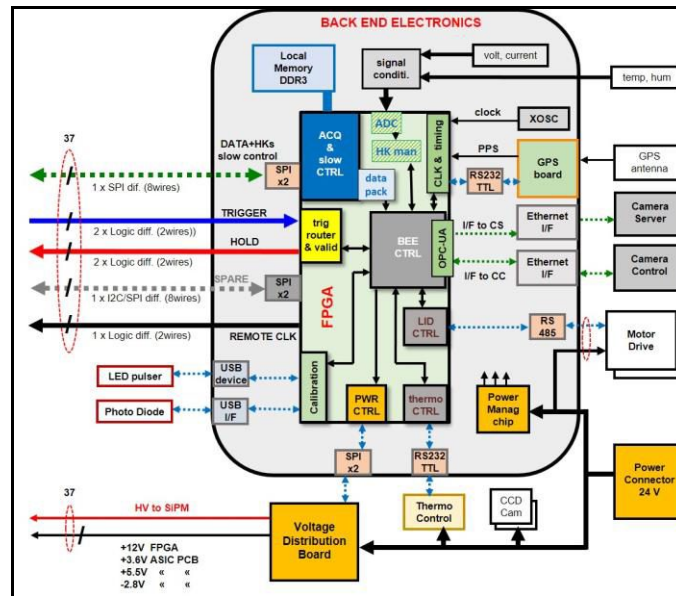 BACK END ELECTRONICS
Local
Memory
DDR3
signal
conditi.
volt, current
temp, hum
37
DATA+HKs
slow control
1 x SPI diff. (8wires)
SPI
x2
ACQ
&
slow CTRL
ADC
HK man
data
pack
CLK & timing
clock
XOSC
PPS
RS232
TTL
GPS
board
GPS
antenna
TRIGGER
2 x Logic diff. (2wires))
HOLD
2 x Logic diff. (2wires)
trig
router
& valid
BEE
CTRL
OPC-UA
I/F to CS
Ethernet
I/F
Camera
Server
I/F to CC
Ethernet
I/F
Camera
Control
SPARE
1 x I2C/SPI diff. (8wires)
SPI
x2
FPGA
REMOTE CLK
1 x Logic diff. (2wires)
LID
CTRL
RS
485
Motor
Drive
LED pulser
USB
device
Photo Diode
USB
I/F
Calibration
PWR
CTRL
thermo
CTRL
Power
Manag
chip
SPI
x2
RS232
TTL
Power
Connector
24 V
37
HV to SiPM
Voltage
Distribution
Board
Thermo
Control
CCD
Cam
+12V FPGA
+3.6V ASIC PCB
+5.5V « «
-2.8V « «